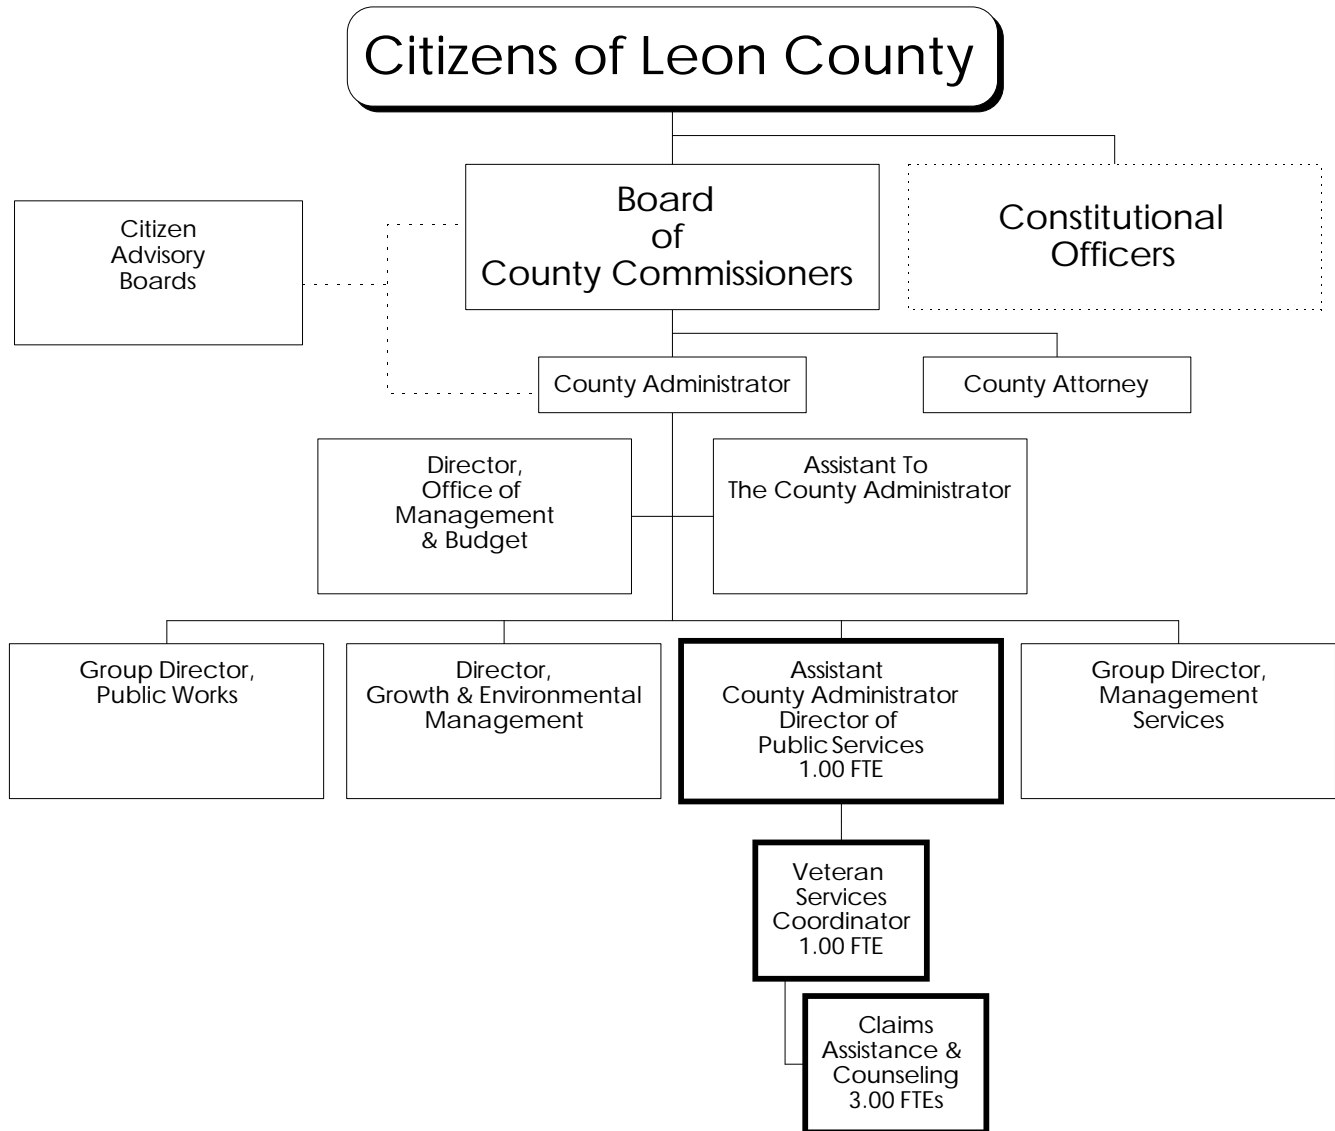 Citizens of Leon County
Board
of
County Commissioners
Constitutional
Officers
Citizen
Advisory
Boards
County Administrator
County Attorney
Director,
Office of
Management
& Budget
Assistant To
The County Administrator
Group Director,
Public Works
Director,
Growth & Environmental
Management
Assistant
County Administrator
Director of
Public Services
1.00 FTE
Group Director,
Management
Services
Veteran
Services
Coordinator
1.00 FTE
Claims
Assistance &
Counseling
3.00 FTEs